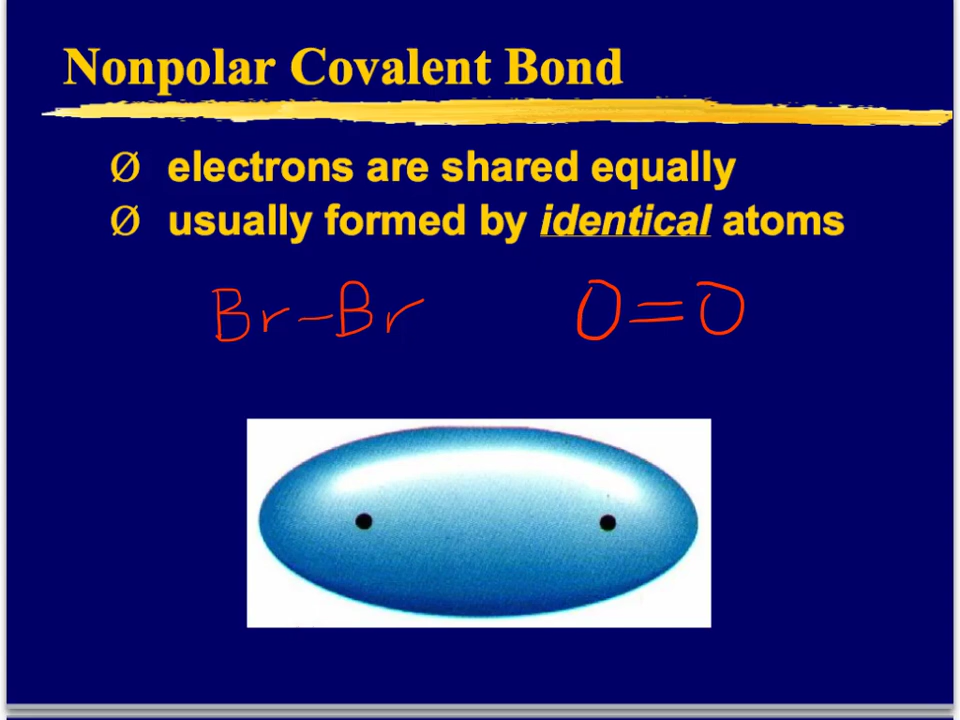 Nonpolar Covalent Bond
Ø electrons are shared equally
Ø usually formed by identical atoms
Br-Br O=O